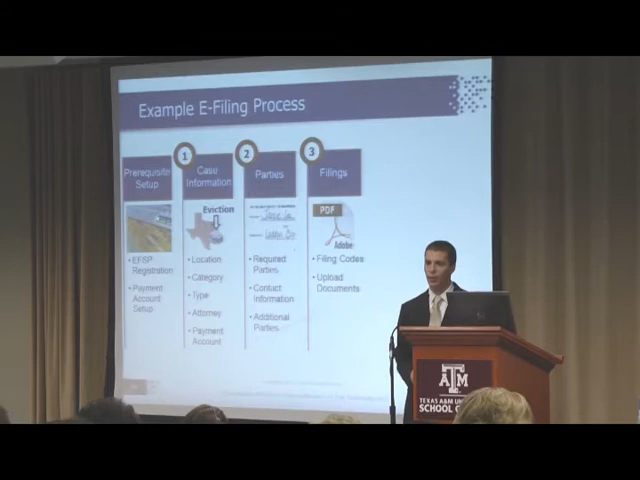 Example E-Filing Process
1
2
3
Prerequisite
Setup
Case
Information
Parties
Filings
Eviction
PDF
Adobe
• EFSP
Registration
• Payment
Account
Setup
• Location
• Category
• Type
• Attorney
• Payment
Account
• Required
Parties
• Contact
Information
• Additional
Parties
• Filing Codes
• Upload
Documents
ATM
TEXAS A&M
SCHOOL